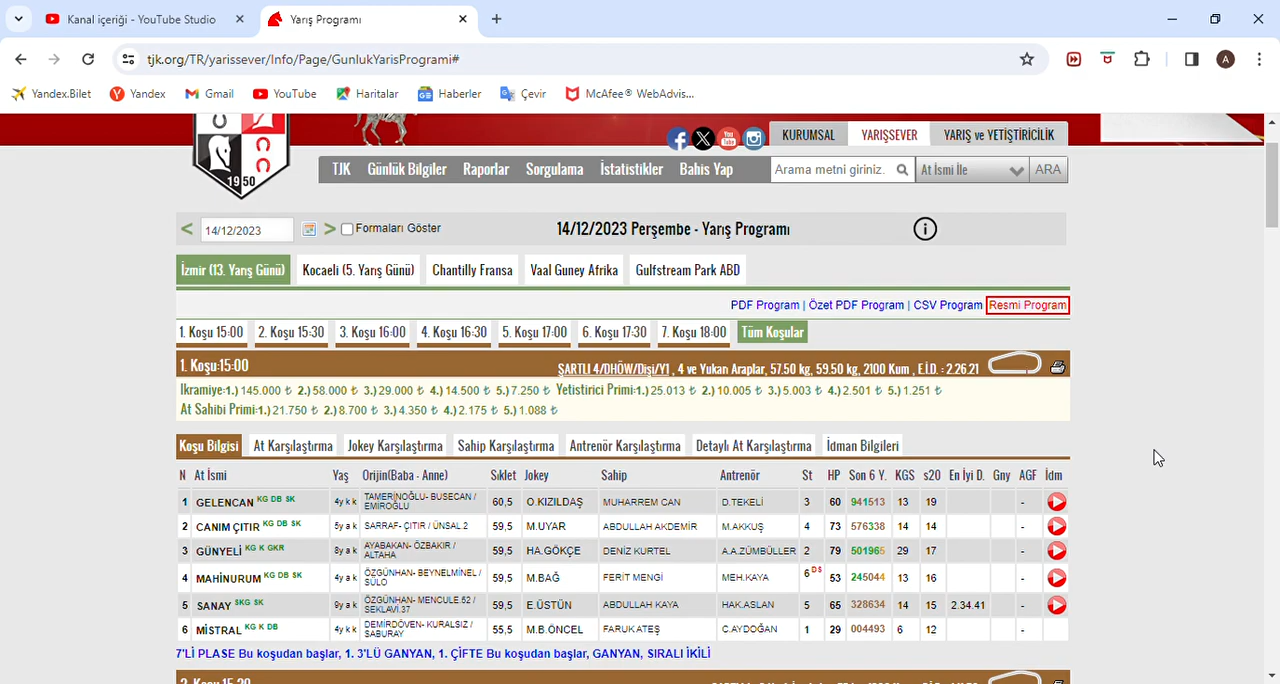 Kanal içeriği - YouTube Studio
Yarış Programı
tjk.org/TR/yarissever/Info/Page/GunlukYarisProgrami#
A
Yandex.Bilet Yandex Gmail YouTube Haritalar Haberler Çevir McAfee® WebAdvis...
C C C
1950
KURUMSAL YARIŞSEVER YARIŞ ve YETİŞTİRİCİLİK
TJK Günlük Bilgiler Raporlar Sorgulama İstatistikler Bahis Yap Arama metni giriniz. At İsmi İle ARA
< 14/12/2023 > Formaları Göster 14/12/2023 Perşembe - Yarış Programı
İzmir (13. Yarış Günü) Kocaeli (5. Yarış Günü) Chantilly Fransa Vaal Guney Afrika Gulfstream Park ABD
PDF Program | Özet PDF Program | CSV Program Resmi Program
1. Koşu 15:00 2. Koşu 15:30 3. Koşu 16:00 4. Koşu 16:30 5. Koşu 17:00 6. Koşu 17:30 7. Koşu 18:00 Tüm Koşular
1. Koşu:15:00 ŞARTLI 4/DHÖW/Dişi/Y1 , 4 ve Yukarı Araplar, 57.50 kg, 59.50 kg, 2100 Kum , E.İ.D. : 2.26.21
İkramiye:1.) 145.000 ₺ 2.) 58.000 ₺ 3.) 29.000 ₺ 4.) 14.500 ₺ 5.) 7.250 ₺ Yetistirici Primi:1.) 25.013 ₺ 2.) 10.005 ₺ 3.) 5.003 ₺ 4.) 2.501 ₺ 5.) 1.251 ₺
At Sahibi Primi:1.) 21.750 ₺ 2.) 8.700 ₺ 3.) 4.350 ₺ 4.) 2.175 ₺ 5.) 1.088 ₺
Koşu Bilgisi At Karşılaştırma Jokey Karşılaştırma Sahip Karşılaştırma Antrenör Karşılaştırma Detaylı At Karşılaştırma İdman Bilgileri
N At İsmi Yaş Orijin(Baba - Anne) Sıklet Jokey Sahip Antrenör St HP Son 6 Y. KGS s20 En İyi D. Gny AGF İdm
1 GELENCAN KG DB SK 4y k k TAMERİNOĞLU- BUSECAN / EMİROĞLU 60,5 O.KIZILDAŞ MUHARREM CAN D.TEKELİ 3 60 941513 13 19 -
2 CANIM ÇITIR KG DB SK 5y a k SARRAF- ÇITIR / ÜNSAL 2 59,5 M.UYAR ABDULLAH AKDEMİR M.AKKUŞ 4 73 576338 14 14 -
3 GÜNYELİ KG K GKR 8y a k AYABAKAN- ÖZBAKIR / ALTAHA 59,5 HA.GÖKÇE DENİZ KURTEL A.A.ZÜMBÜLLER 2 79 501965 29 17 -
4 MAHİNURUM KG DB SK 4y a k ÖZGÜNHAN- BEYNELMİNEL / SÜLO 59,5 M.BAĞ FERİT MENGİ MEH.KAYA 6 DS 53 245044 13 16 -
5 SANAY SKG SK 9y a k ÖZGÜNHAN- MENCULE.52 / SEKLAVİ.37 59,5 E.ÜSTÜN ABDULLAH KAYA HAK.ASLAN 5 65 328634 14 15 2.34.41 -
6 MİSTRAL KG K DB 4y k k DEMİRDÖVEN- KURALSIZ / SABURAY 55,5 M.B.ÖNCEL FARUK ATEŞ C.AYDOĞAN 1 29 004493 6 12 -
7'Lİ PLASE Bu koşudan başlar, 1. 3'LÜ GANYAN, 1. ÇİFTE Bu koşudan başlar, GANYAN, SIRALI İKİLİ